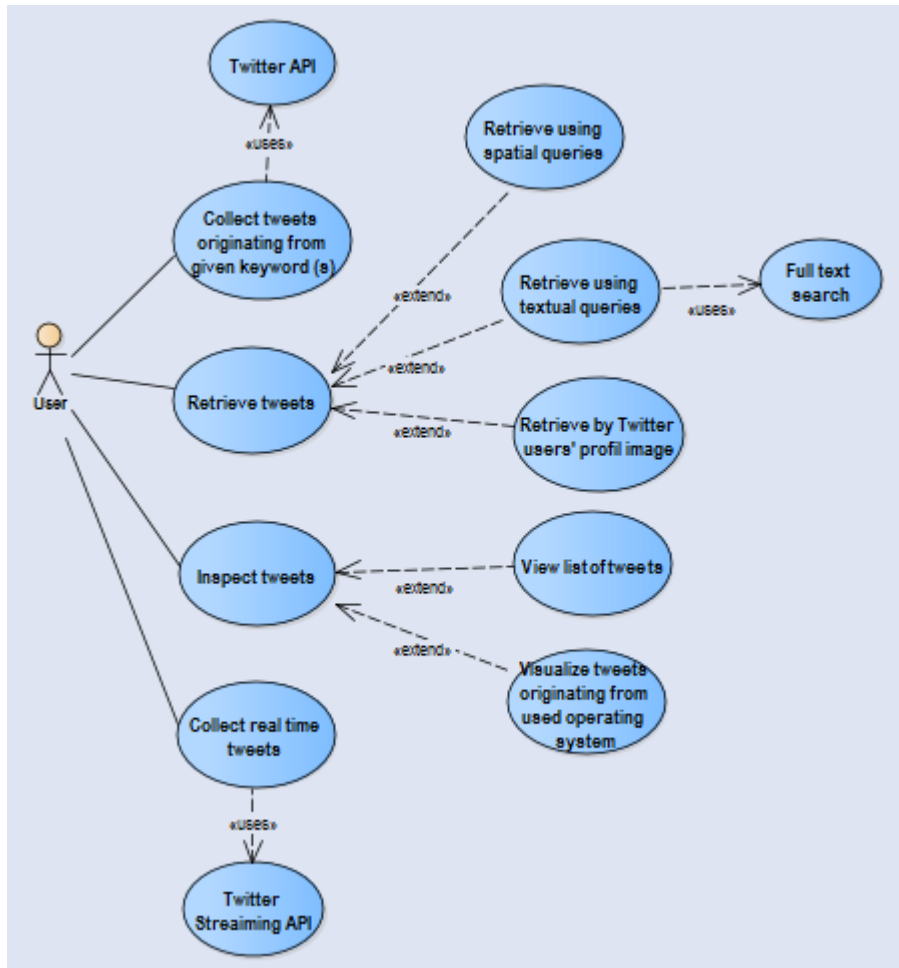 Twitter API
«uses»
Collect tweets
originating from
given keyword (s)
Retrieve using
spatial queries
«extend»
Retrieve using
textual queries
«uses»
Full text
search
«extend»
User
Retrieve tweets
«extend»
Retrieve by Twitter
users' profil image
Inspect tweets
«extend»
View list of tweets
«extend»
Visualize tweets
originating from
used operating
system
Collect real time
tweets
«uses»
Twitter
Streaiming API